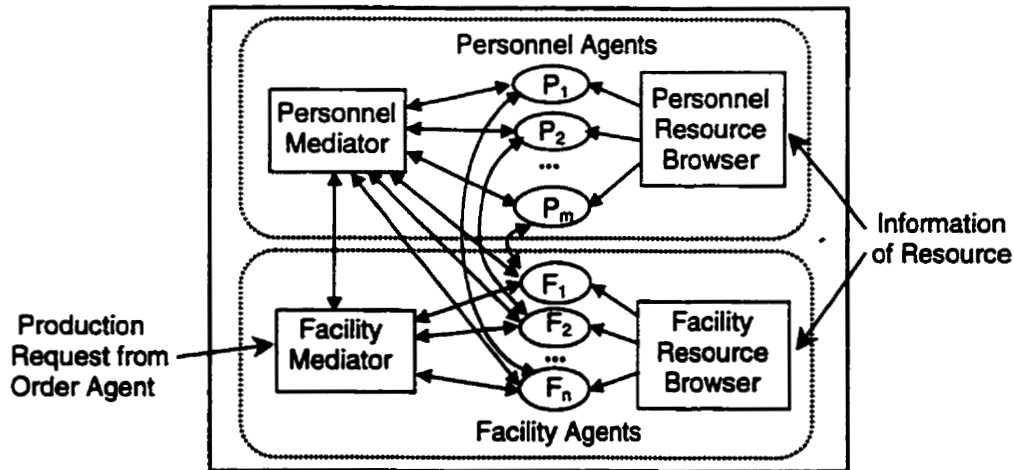 Personnel Agents
P1
Personnel
Mediator
P2
...
Pm
Personnel
Resource
Browser
Information
of Resource
Production
Request from
Order Agent
Facility
Mediator
F1
F2
...
Fn
Facility
Resource
Browser
Facility Agents